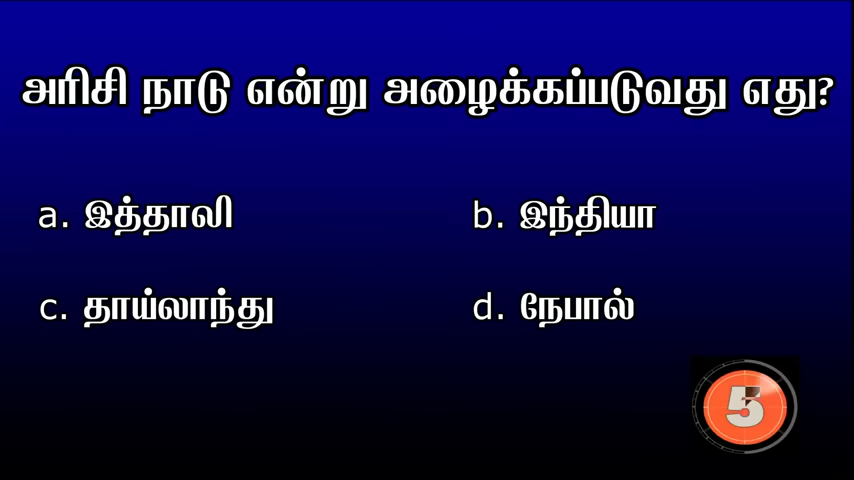 அரிசி நாடு என்று அழைக்கப்படுவது எது?
a. இத்தாலி
b. இந்தியா
c. தாய்லாந்து
d. நேபால்
5